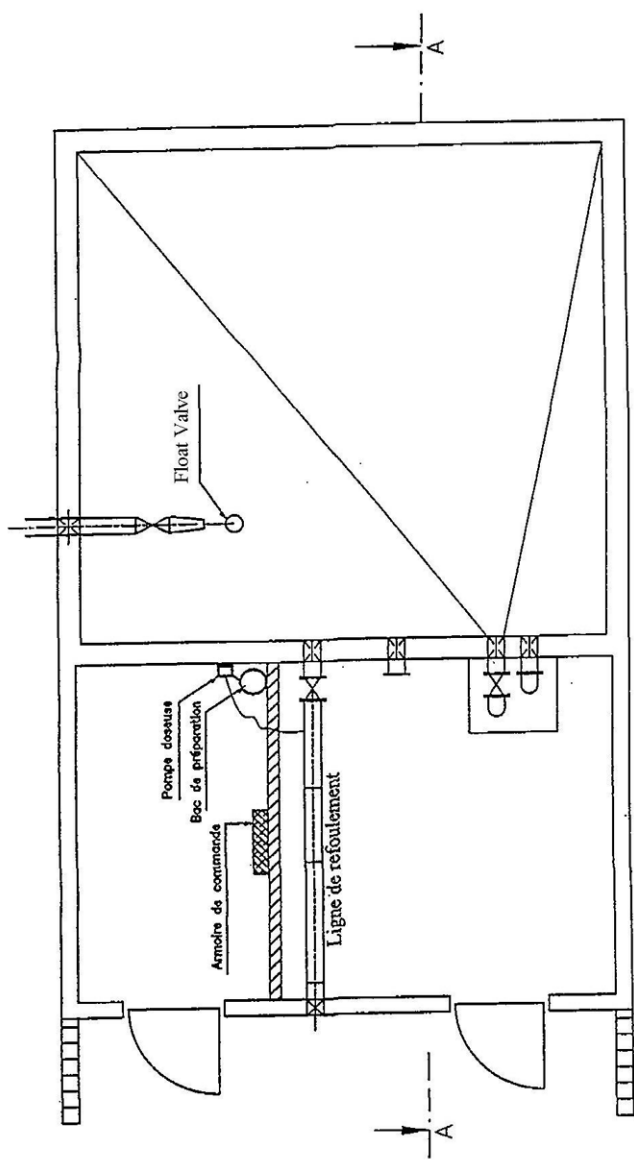 A
Float Valve
Pompe doseuse
Bac de préparation
Armoire de commande
Ligne de refoulement
A